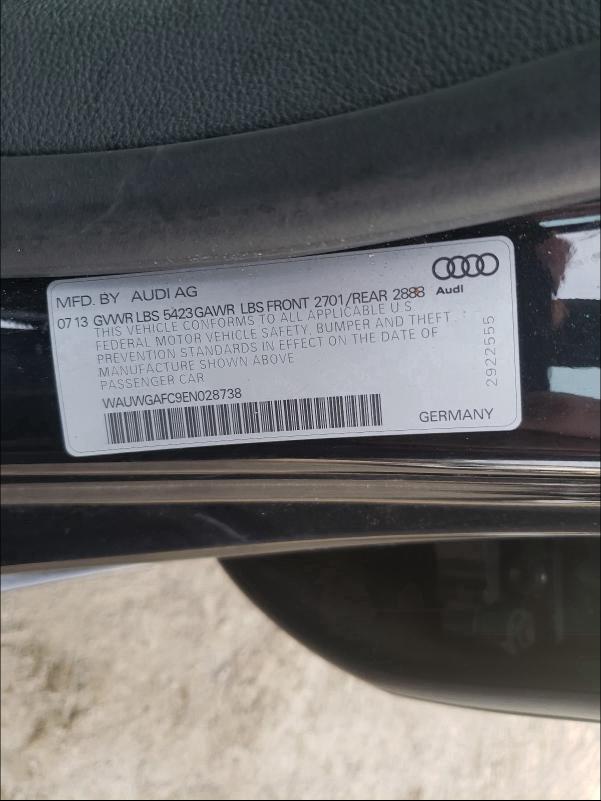 MFD. BY AUDI AG
07 13 GVWR LBS 5423 GAWR LBS FRONT 2701/REAR 2888
Audi
THIS VEHICLE CONFORMS TO ALL APPLICABLE U.S.
FEDERAL MOTOR VEHICLE SAFETY, BUMPER AND THEFT
PREVENTION STANDARDS IN EFFECT ON THE DATE OF
MANUFACTURE SHOWN ABOVE
PASSENGER CAR
WAUWGAFC9EN028738
GERMANY
2922555